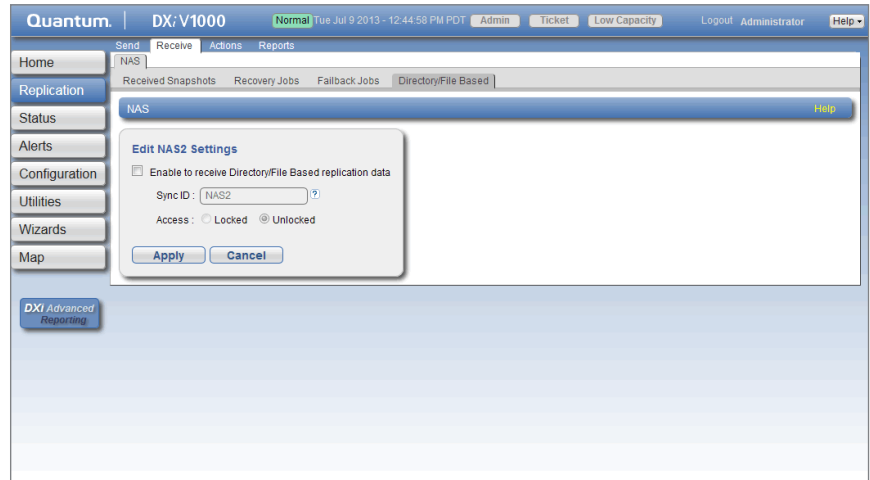 Quantum. DXi V1000 Normal Tue Jul 9 2013 - 12:44:58 PM PDT Admin Ticket Low Capacity Logout Administrator Help
Send Receive Actions Reports
NAS
Received Snapshots Recovery Jobs Failback Jobs Directory/File Based
Home
Replication
Status
Alerts
Configuration
Utilities
Wizards
Map
DXi Advanced
Reporting
NAS Help
Edit NAS2 Settings
Enable to receive Directory/File Based replication data
Sync ID : NAS2 ?
Access : Locked Unlocked
Apply Cancel